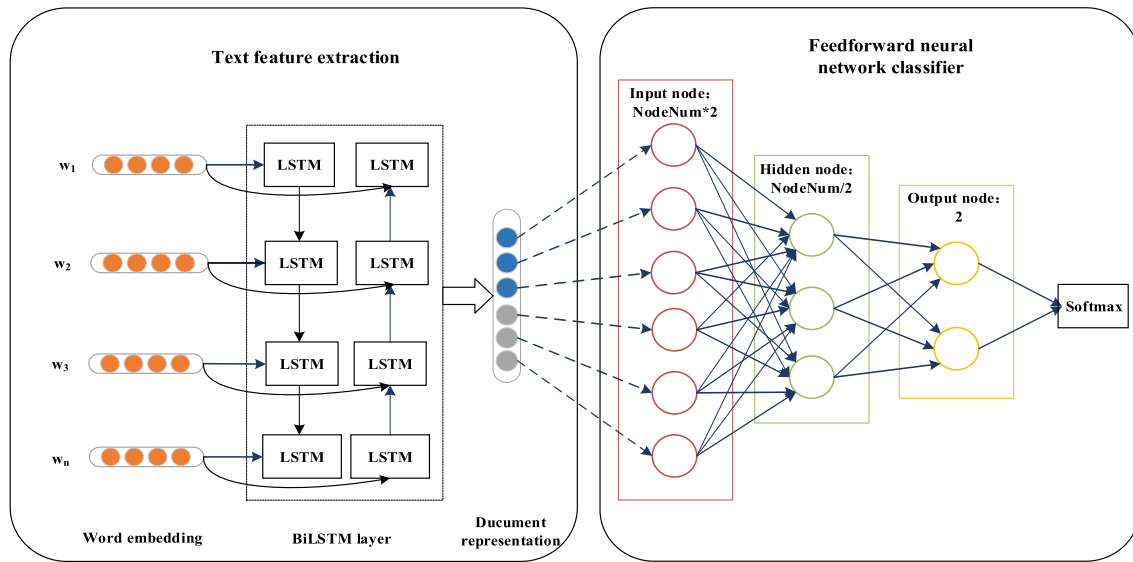 Text feature extraction
w1
LSTM
LSTM
w2
LSTM
LSTM
w3
LSTM
LSTM
wn
LSTM
LSTM
Word embedding
BiLSTM layer
Ducument
representation
Feedforward neural
network classifier
Input node：
NodeNum*2
Hidden node：
NodeNum/2
Output node：
2
Softmax